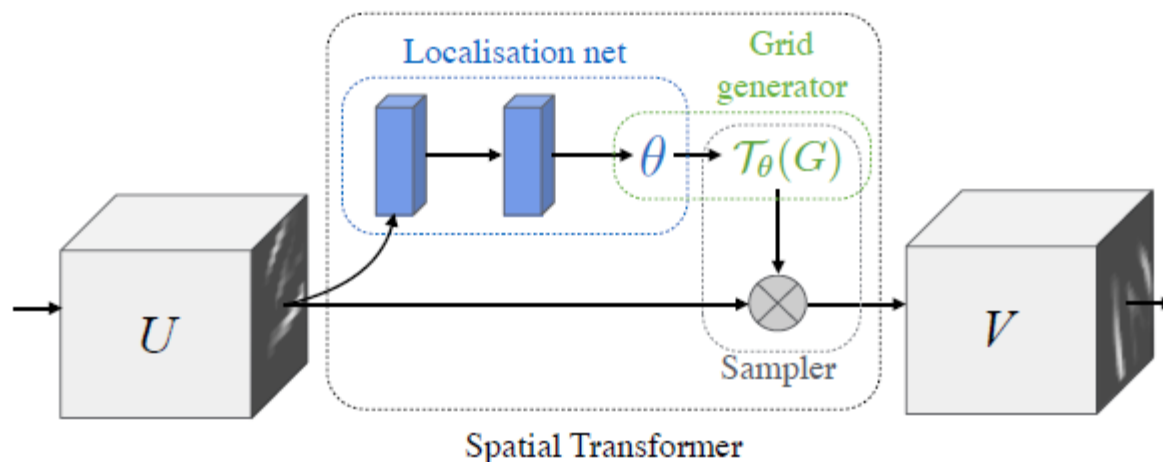 Localisation net
Grid
generator
θ
𝒯θ(G)
U
V
Sampler
Spatial Transformer